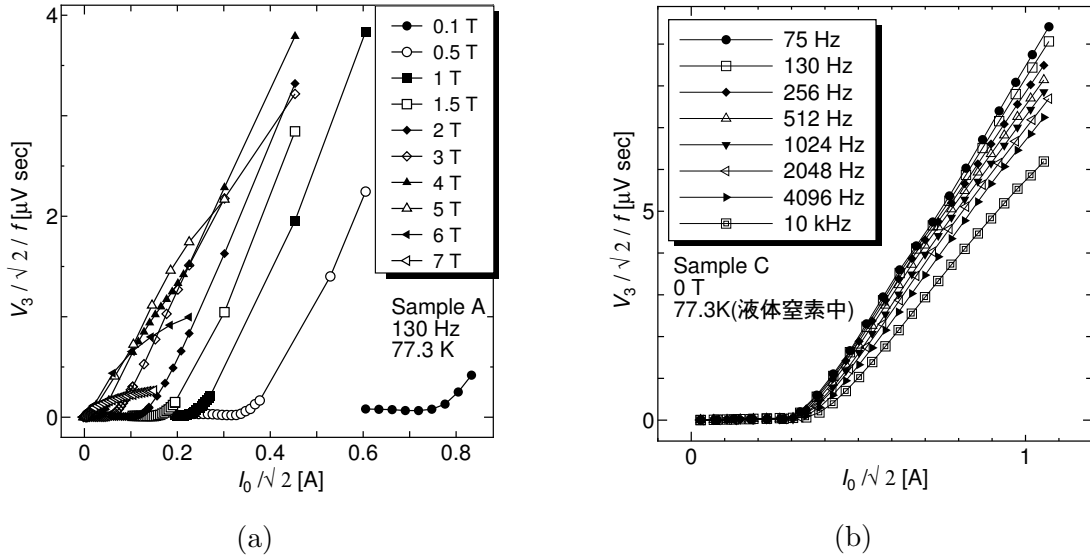 4
2
0
0
0.2
0.4
0.6
0.8
V₃ /√2 / f [μV sec]
I₀ /√2 [A]
0.1 T
0.5 T
1 T
1.5 T
2 T
3 T
4 T
5 T
6 T
7 T
Sample A
130 Hz
77.3 K
(a)
5
0
0
1
V₃ /√2 / f [μV sec]
I₀ /√2 [A]
75 Hz
130 Hz
256 Hz
512 Hz
1024 Hz
2048 Hz
4096 Hz
10 kHz
Sample C
0 T
77.3K(液体窒素中)
(b)